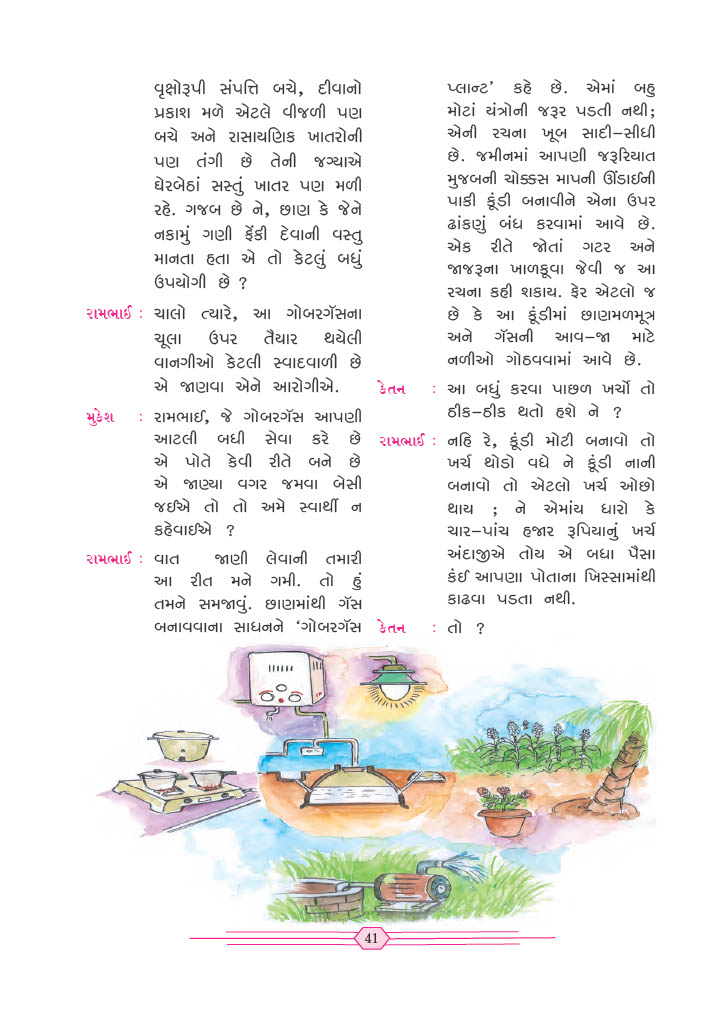 વૃક્ષોરૂપી સંપત્તિ બચે, દીવાનો
પ્રકાશ મળે એટલે વીજળી પણ
બચે અને રાસાયણિક ખાતરોની
પણ તંગી છે તેની જગ્યાએ
ઘેરબેઠાં સસ્તું ખાતર પણ મળી
રહે. ગજબ છે ને, છાણ કે જેને
નકામું ગણી ફેંકી દેવાની વસ્તુ
માનતા હતા એ તો કેટલું બધું
ઉપયોગી છે ?
રામભાઈ : ચાલો ત્યારે, આ ગોબરગૅસના
ચૂલા ઉપર તૈયાર થયેલી
વાનગીઓ કેટલી સ્વાદવાળી છે
એ જાણવા એને આરોગીએ.
મુકેશ : રામભાઈ, જે ગોબરગૅસ આપણી
આટલી બધી સેવા કરે છે
એ પોતે કેવી રીતે બને છે
એ જાણ્યા વગર જમવા બેસી
જઈએ તો તો અમે સ્વાર્થી ન
કહેવાઈએ ?
રામભાઈ : વાત જાણી લેવાની તમારી
આ રીત મને ગમી. તો હું
તમને સમજાવું. છાણમાંથી ગૅસ
બનાવવાના સાધનને ‘ગોબરગૅસ
પ્લાન્ટ’ કહે છે. એમાં બહુ
મોટાં યંત્રોની જરૂર પડતી નથી;
એની રચના ખૂબ સાદી–સીધી
છે. જમીનમાં આપણી જરૂરિયાત
મુજબની ચોક્કસ માપની ઊંડાઈની
પાકી કૂંડી બનાવીને એના ઉપર
ઢાંકણું બંધ કરવામાં આવે છે.
એક રીતે જોતાં ગટર અને
જાજરૂના ખાળકૂવા જેવી જ આ
રચના કહી શકાય. ફેર એટલો જ
છે કે આ કૂંડીમાં છાણમળમૂત્ર
અને ગૅસની આવ–જા માટે
નળીઓ ગોઠવવામાં આવે છે.
કેતન : આ બધું કરવા પાછળ ખર્ચો તો
ઠીક–ઠીક થતો હશે ને ?
રામભાઈ : નહિ રે, કૂંડી મોટી બનાવો તો
ખર્ચ થોડો વધે ને કૂંડી નાની
બનાવો તો એટલો ખર્ચ ઓછો
થાય ; ને એમાંય ધારો કે
ચાર–પાંચ હજાર રૂપિયાનું ખર્ચ
અંદાજીએ તોય એ બધા પૈસા
કંઈ આપણા પોતાના ખિસ્સામાંથી
કાઢવા પડતા નથી.
કેતન : તો ?
41